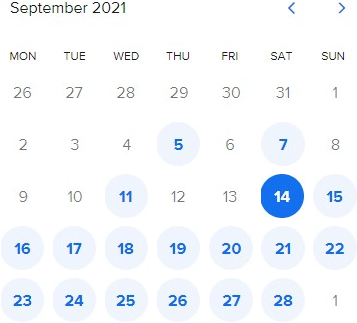 September 2021
MON TUE WED THU FRI SAT SUN
26 27 28 29 30 31 1
2 3 4 5 6 7 8
9 10 11 12 13 14 15
16 17 18 19 20 21 22
23 24 25 26 27 28 1